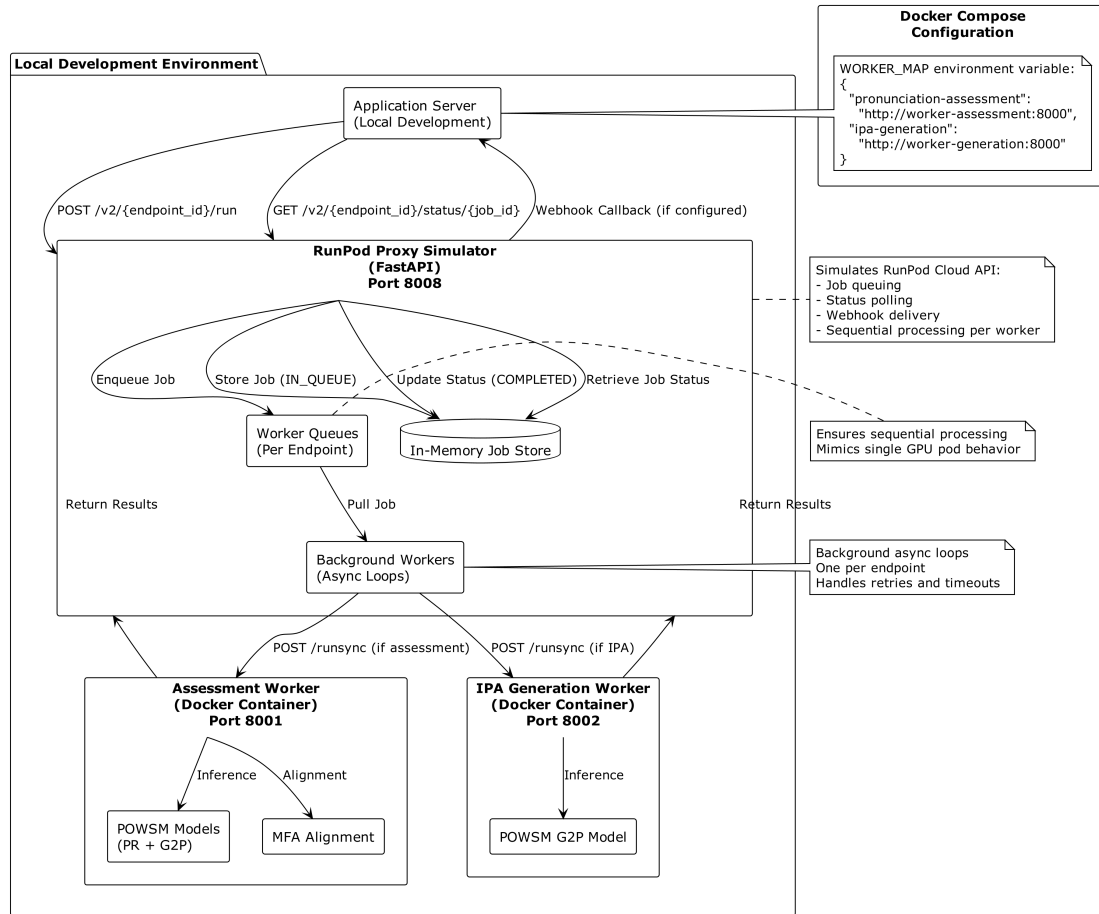 Docker Compose
Configuration
WORKER_MAP environment variable:
{
"pronunciation-assessment":
"http://worker-assessment:8000",
"ipa-generation":
"http://worker-generation:8000"
}
Local Development Environment
Application Server
(Local Development)
POST /v2/{endpoint_id}/run
GET /v2/{endpoint_id}/status/{job_id}
Webhook Callback (if configured)
RunPod Proxy Simulator
(FastAPI)
Port 8008
Simulates RunPod Cloud API:
- Job queuing
- Status polling
- Webhook delivery
- Sequential processing per worker
Enqueue Job
Store Job (IN_QUEUE)
Update Status (COMPLETED)
Retrieve Job Status
Worker Queues
(Per Endpoint)
In-Memory Job Store
Ensures sequential processing
Mimics single GPU pod behavior
Return Results
Pull Job
Return Results
Background Workers
(Async Loops)
Background async loops
One per endpoint
Handles retries and timeouts
POST /runsync (if assessment)
POST /runsync (if IPA)
Assessment Worker
(Docker Container)
Port 8001
IPA Generation Worker
(Docker Container)
Port 8002
Inference
Alignment
Inference
POWSM Models
(PR + G2P)
MFA Alignment
POWSM G2P Model